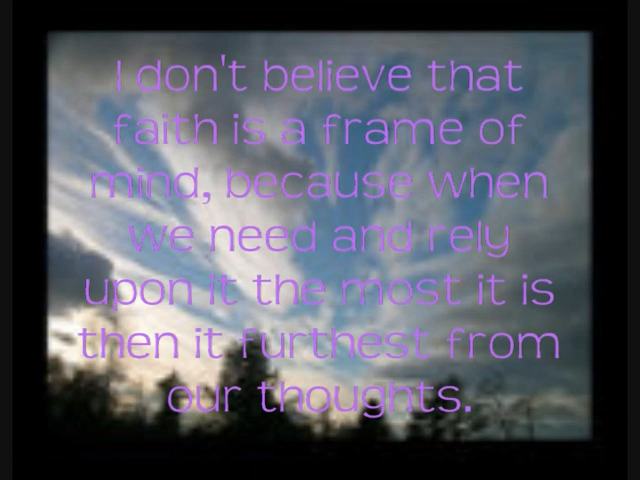 I don't believe that
faith is a frame of
mind, because when
we need and rely
upon it the most it is
then it furthest from
our thoughts.